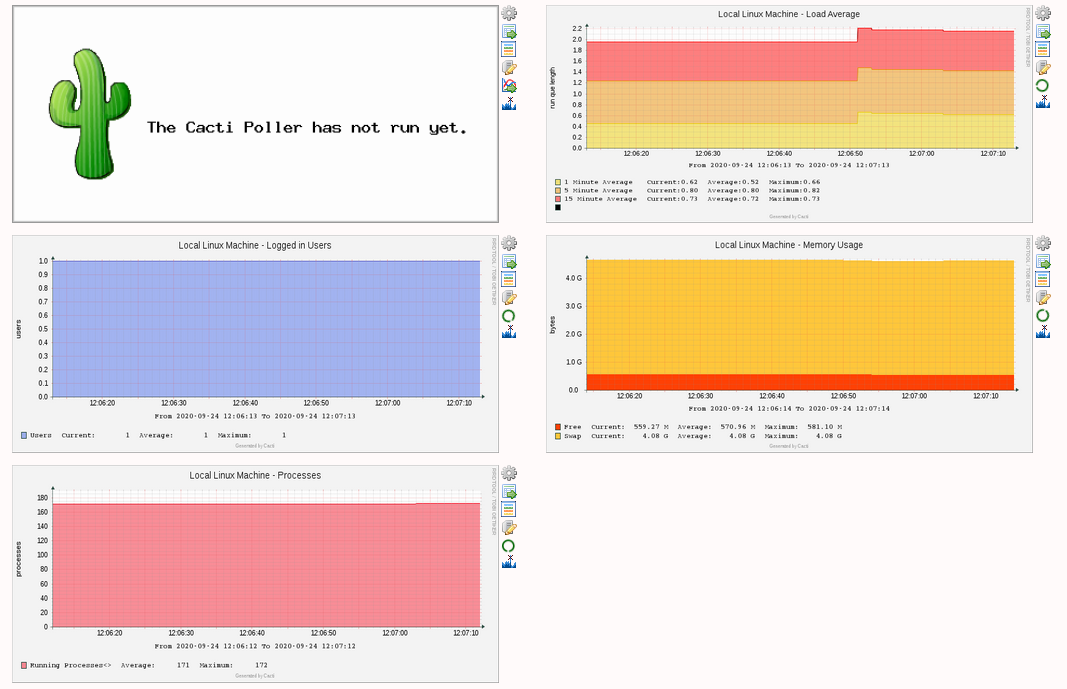 The Cacti Poller has not run yet.
Local Linux Machine - Load Average
RRDTOOL / TOBI OETIKER
run que length
2.2
2.0
1.8
1.6
1.4
1.2
1.0
0.8
0.6
0.4
0.2
0.0
12:06:20 12:06:30 12:06:40 12:06:50 12:07:00 12:07:10
From 2020-09-24 12:06:13 To 2020-09-24 12:07:13
1 Minute Average Current:0.62 Average:0.52 Maximum:0.66
5 Minute Average Current:0.80 Average:0.80 Maximum:0.82
15 Minute Average Current:0.73 Average:0.72 Maximum:0.73
Generated by Cacti
Local Linux Machine - Logged in Users
RRDTOOL / TOBI OETIKER
users
1.0
0.9
0.8
0.7
0.6
0.5
0.4
0.3
0.2
0.1
0.0
12:06:20 12:06:30 12:06:40 12:06:50 12:07:00 12:07:10
From 2020-09-24 12:06:13 To 2020-09-24 12:07:13
Users Current: 1 Average: 1 Maximum: 1
Generated by Cacti
Local Linux Machine - Memory Usage
RRDTOOL / TOBI OETIKER
bytes
4.0 G
3.0 G
2.0 G
1.0 G
0.0
12:06:20 12:06:30 12:06:40 12:06:50 12:07:00 12:07:10
From 2020-09-24 12:06:14 To 2020-09-24 12:07:14
Free Current: 559.27 M Average: 570.96 M Maximum: 581.10 M
Swap Current: 4.08 G Average: 4.08 G Maximum: 4.08 G
Generated by Cacti
Local Linux Machine - Processes
RRDTOOL / TOBI OETIKER
processes
180
160
140
120
100
80
60
40
20
0
12:06:20 12:06:30 12:06:40 12:06:50 12:07:00 12:07:10
From 2020-09-24 12:06:12 To 2020-09-24 12:07:12
Running Processes<> Average: 171 Maximum: 172
Generated by Cacti